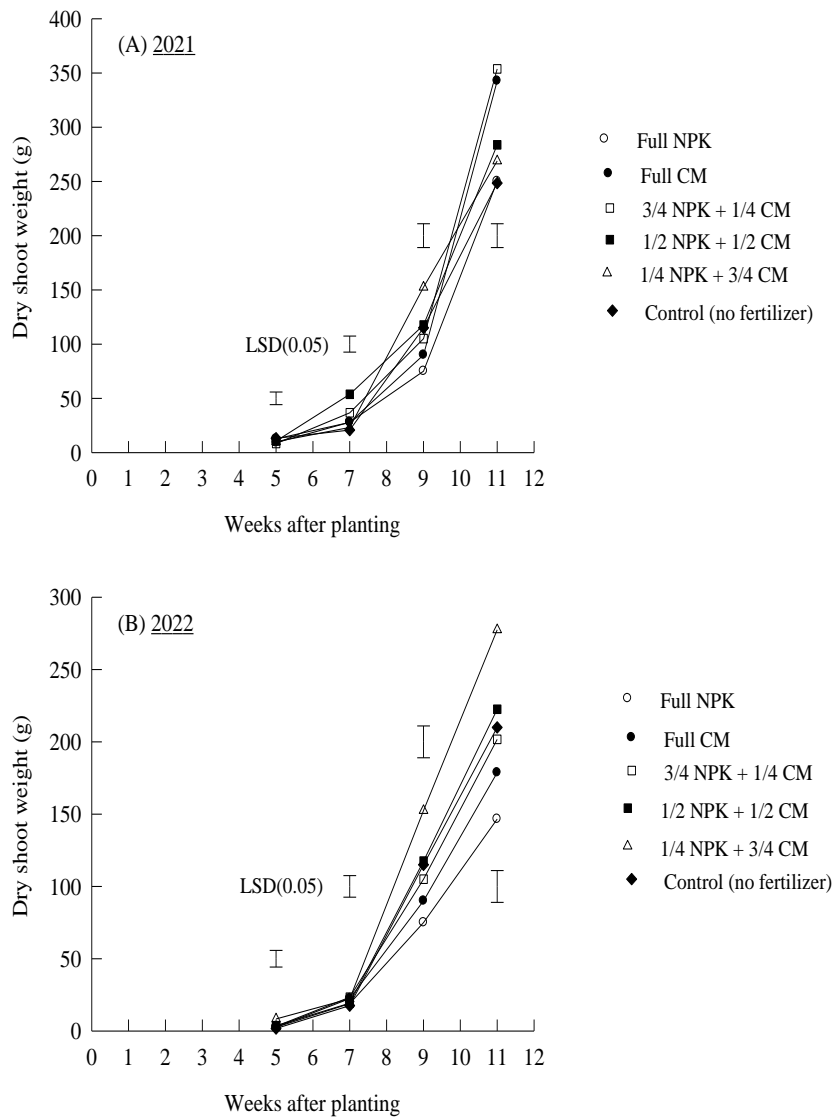 (A) 2021
400
350
300
250
200
150
100
50
0
Dry shoot weight (g)
LSD(0.05)
0 1 2 3 4 5 6 7 8 9 10 11 12
Weeks after planting
Full NPK
Full CM
3/4 NPK + 1/4 CM
1/2 NPK + 1/2 CM
1/4 NPK + 3/4 CM
Control (no fertilizer)
(B) 2022
300
250
200
150
100
50
0
Dry shoot weight (g)
LSD(0.05)
0 1 2 3 4 5 6 7 8 9 10 11 12
Weeks after planting
Full NPK
Full CM
3/4 NPK + 1/4 CM
1/2 NPK + 1/2 CM
1/4 NPK + 3/4 CM
Control (no fertilizer)